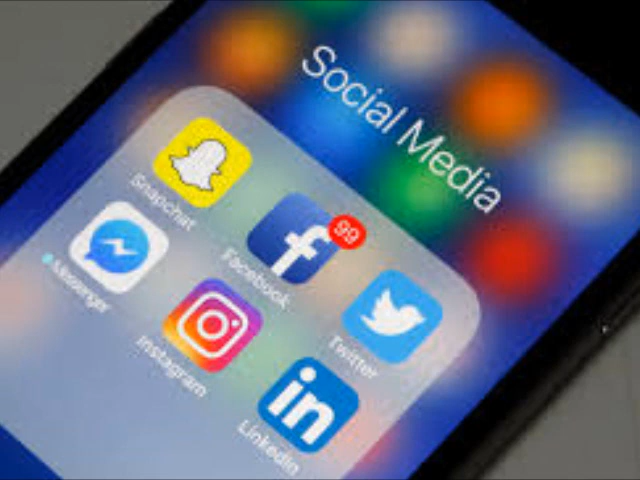 Social Media
Snapchat
Facebook
99
Twitter
Messenger
Instagram
in
LinkedIn